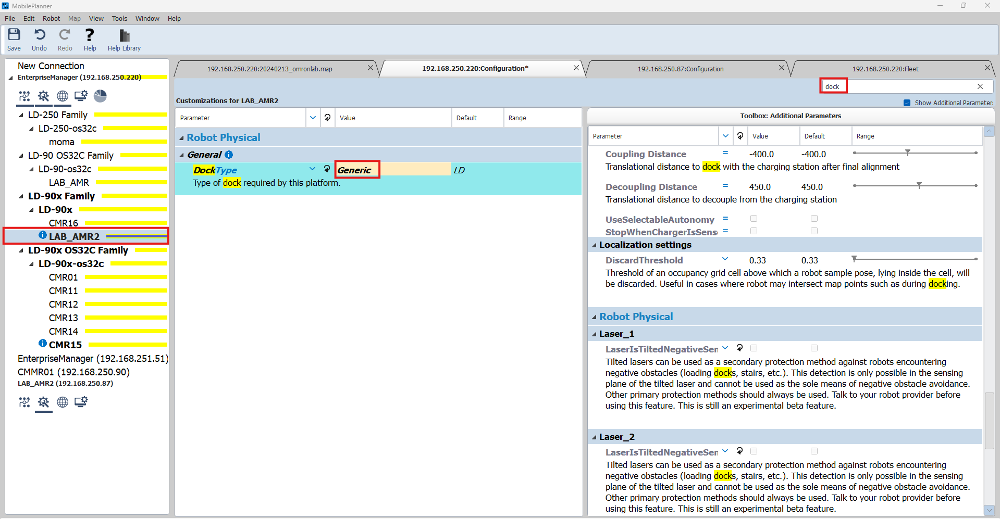 MobilePlanner
File Edit Robot Map View Tools Window Help
Save Undo Redo Help Help Library
New Connection
EnterpriseManager (192.168.250.220)
LD-250 Family
LD-250-os32c
moma
LD-90 OS32C Family
LD-90-os32c
LAB_AMR
LD-90x Family
LD-90x
CMR16
LAB_AMR2
LD-90x OS32C Family
LD-90x-os32c
CMR01
CMR11
CMR12
CMR13
CMR14
CMR15
EnterpriseManager (192.168.251.51)
CMMR01 (192.168.250.90)
LAB_AMR2 (192.168.250.87)
192.168.250.220:20240213_omronlab.map
192.168.250.220:Configuration*
192.168.250.87:Configuration
192.168.250.220:Fleet
dock
Customizations for LAB_AMR2
Show Additional Parameters
Parameter Value Default Range
Robot Physical
General
DockType Generic LD
Type of dock required by this platform.
Toolbox: Additional Parameters
Parameter Value Default Range
Coupling Distance = -400.0 -400.0
Translational distance to dock with the charging station after final alignment
Decoupling Distance = 450.0 450.0
Translational distance to decouple from the charging station
UseSelectableAutonomy =
StopWhenChargerIsSens =
Localization settings
DiscardThreshold 0.33 0.33
Threshold of an occupancy grid cell above which a robot sample pose, lying inside the cell, will
be discarded. Useful in cases where robot may intersect map points such as during docking.
Robot Physical
Laser_1
LaserIsTiltedNegativeSen
Tilted lasers can be used as a secondary protection method against robots encountering
negative obstacles (loading docks, stairs, etc.). This detection is only possible in the sensing
plane of the tilted laser and cannot be used as the sole means of negative obstacle avoidance.
Other primary protection methods should always be used. Talk to your robot provider before
using this feature. This is still an experimental beta feature.
Laser_2
LaserIsTiltedNegativeSen
Tilted lasers can be used as a secondary protection method against robots encountering
negative obstacles (loading docks, stairs, etc.). This detection is only possible in the sensing
plane of the tilted laser and cannot be used as the sole means of negative obstacle avoidance.
Other primary protection methods should always be used. Talk to your robot provider before
using this feature. This is still an experimental beta feature.